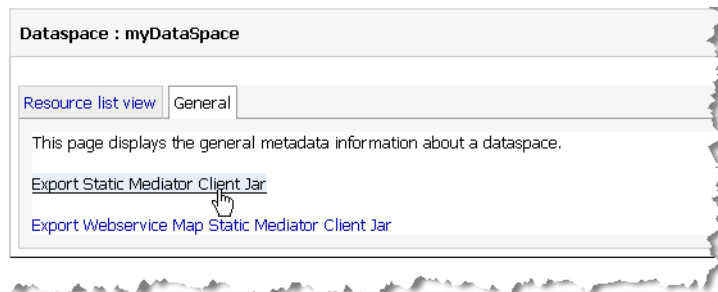 Dataspace : myDataSpace
Resource list view General
This page displays the general metadata information about a dataspace.
Export Static Mediator Client Jar
Export Webservice Map Static Mediator Client Jar